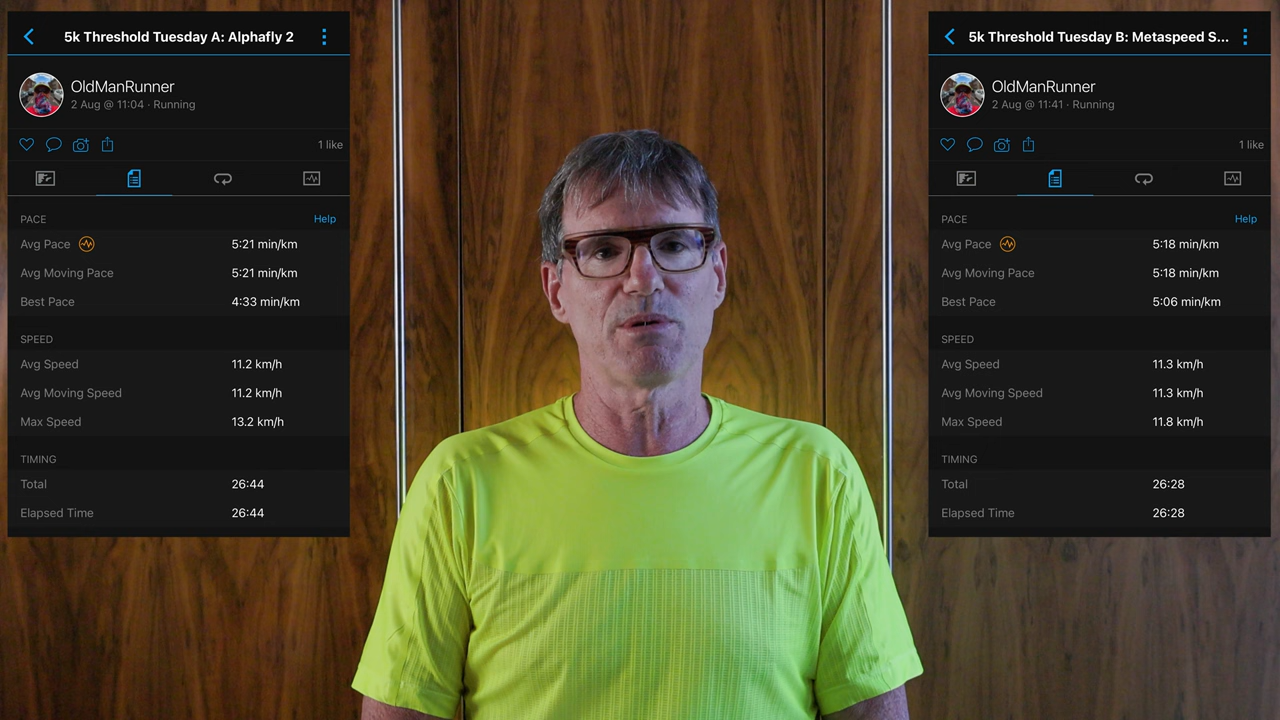 5k Threshold Tuesday A: Alphafly 2
OldManRunner
2 Aug @ 11:04 · Running
1 like
PACE Help
Avg Pace 5:21 min/km
Avg Moving Pace 5:21 min/km
Best Pace 4:33 min/km
SPEED
Avg Speed 11.2 km/h
Avg Moving Speed 11.2 km/h
Max Speed 13.2 km/h
TIMING
Total 26:44
Elapsed Time 26:44
5k Threshold Tuesday B: Metaspeed S...
OldManRunner
2 Aug @ 11:41 · Running
1 like
PACE Help
Avg Pace 5:18 min/km
Avg Moving Pace 5:18 min/km
Best Pace 5:06 min/km
SPEED
Avg Speed 11.3 km/h
Avg Moving Speed 11.3 km/h
Max Speed 11.8 km/h
TIMING
Total 26:28
Elapsed Time 26:28